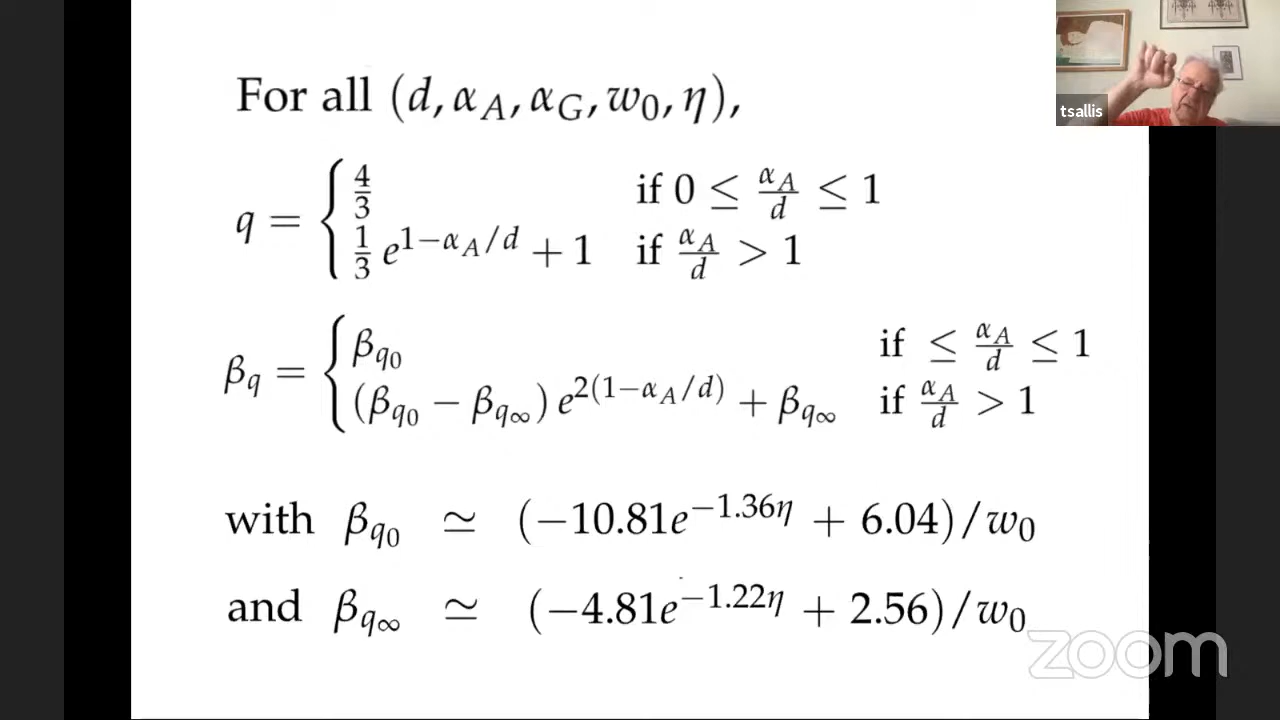 For all (d, α_A, α_G, w_0, η),
tsallis
q = { 4/3 if 0 ≤ α_A/d ≤ 1
1/3 e^{1−α_A/d} + 1 if α_A/d > 1
β_q = { β_{q_0} if ≤ α_A/d ≤ 1
(β_{q_0} − β_{q_∞}) e^{2(1−α_A/d)} + β_{q_∞} if α_A/d > 1
with β_{q_0} ≃ (−10.81e^{−1.36η} + 6.04)/w_0
and β_{q_∞} ≃ (−4.81e^{−1.22η} + 2.56)/w_0
zoom